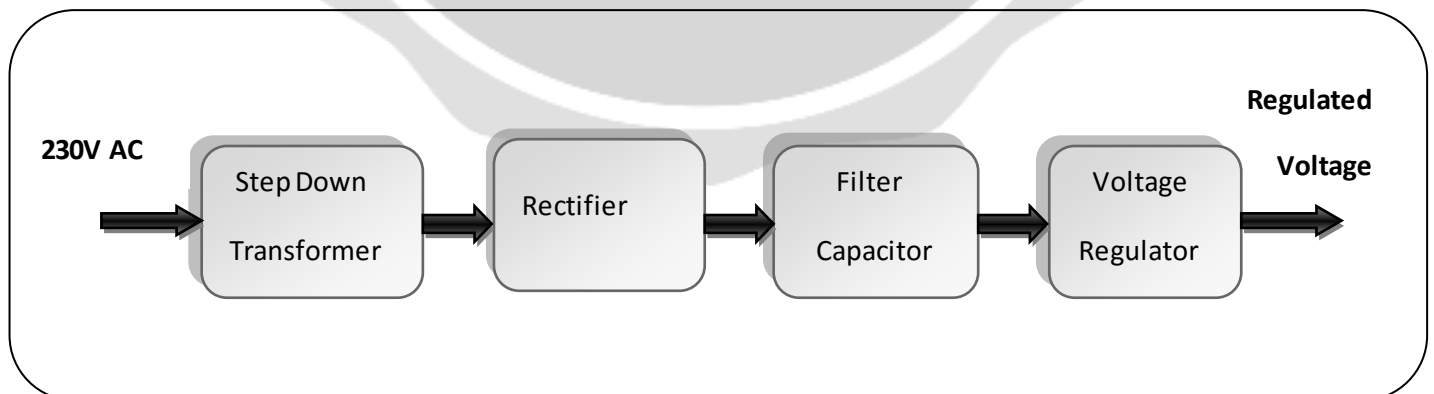 230V AC
Step Down
Transformer
Rectifier
Filter
Capacitor
Voltage
Regulator
Regulated
Voltage